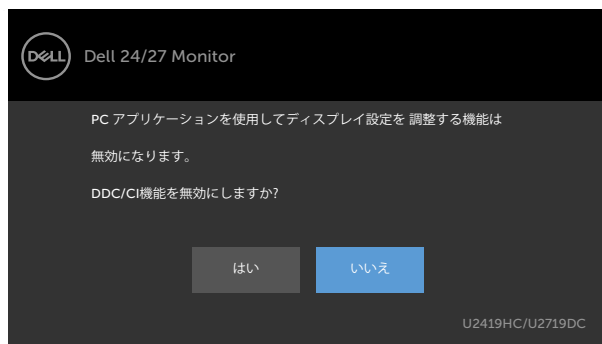 DELL
Dell 24/27 Monitor
PC アプリケーションを使用してディスプレイ設定を 調整する機能は
無効になります。
DDC/CI機能を無効にしますか?
はい いいえ
U2419HC/U2719DC